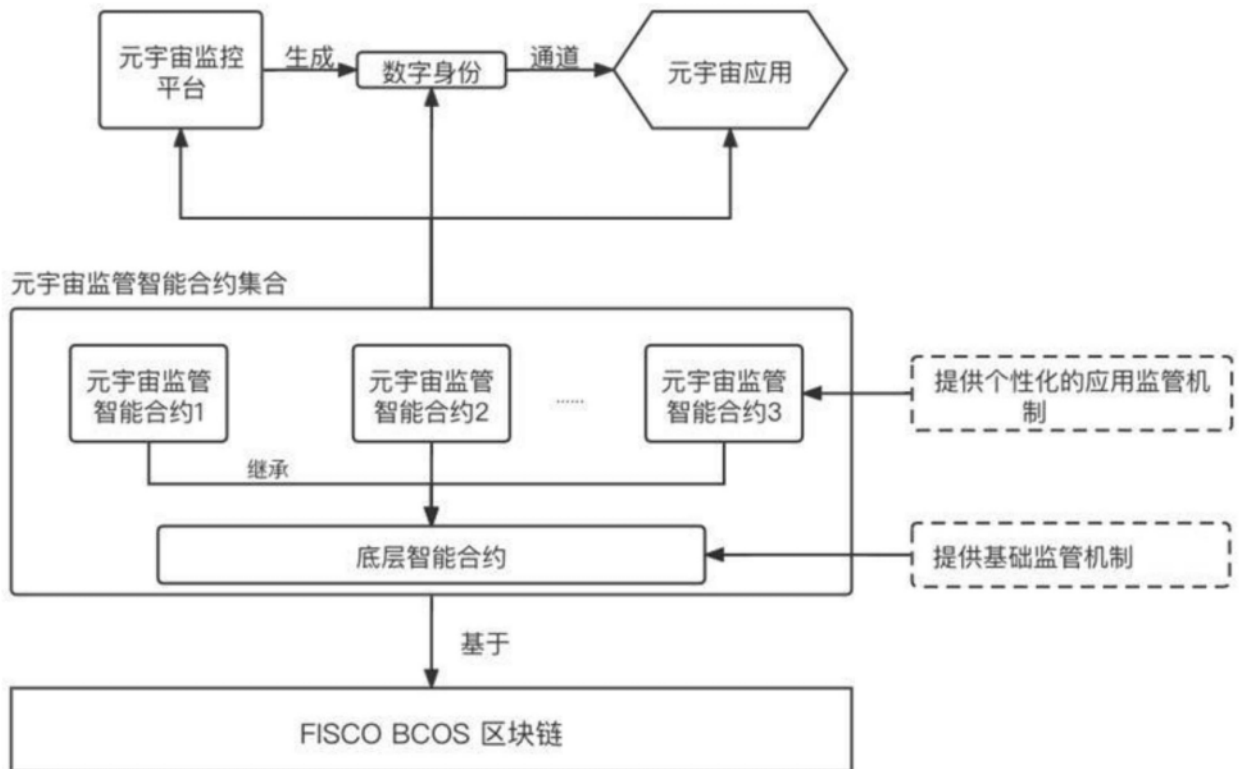 元宇宙监控
平台
生成
数字身份
通道
元宇宙应用
元宇宙监管智能合约集合
元宇宙监管
智能合约1
元宇宙监管
智能合约2
......
元宇宙监管
智能合约3
提供个性化的应用监管机
制
继承
底层智能合约
提供基础监管机制
基于
FISCO BCOS 区块链